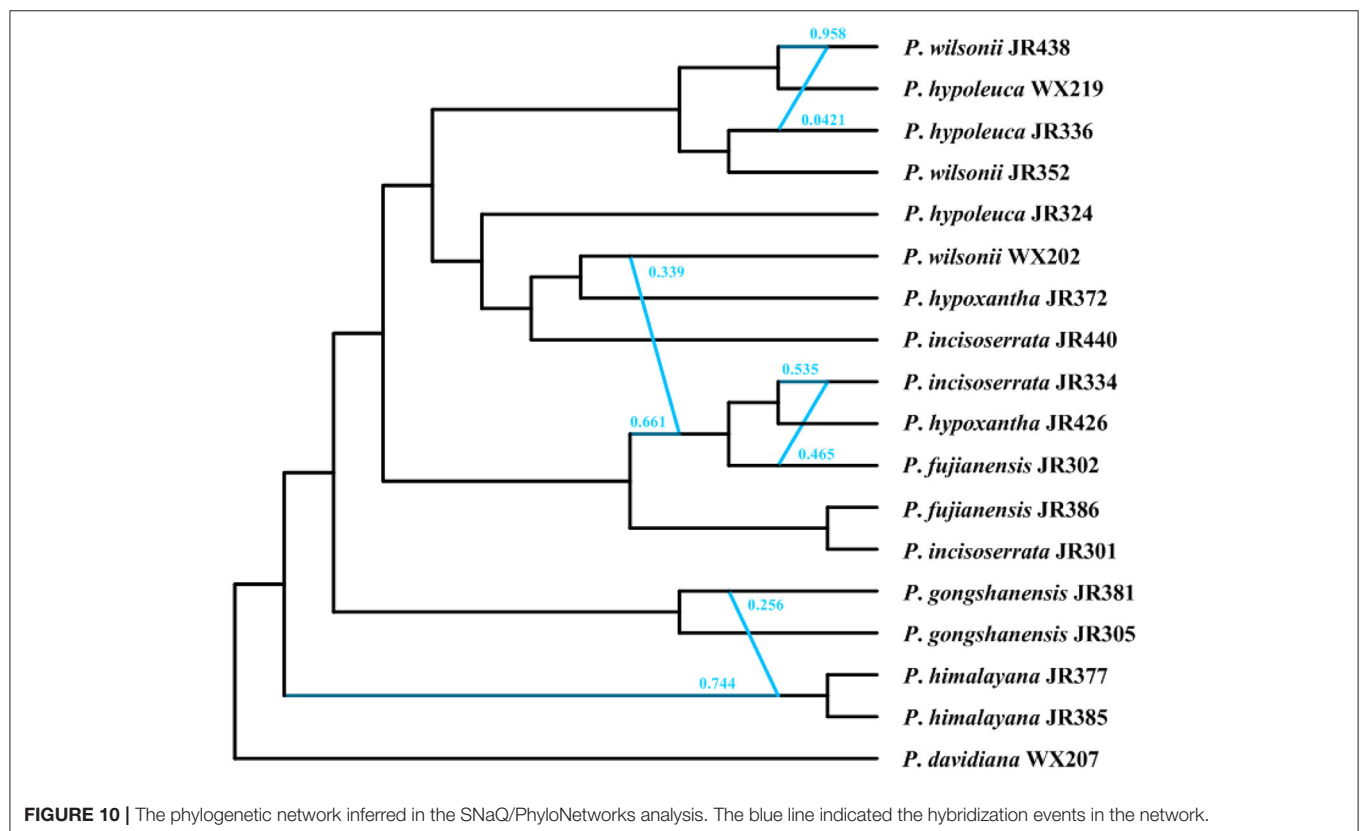 0.958
P. wilsonii JR438
P. hypoleuca WX219
0.0421
P. hypoleuca JR336
P. wilsonii JR352
P. hypoleuca JR324
P. wilsonii WX202
0.339
P. hypoxantha JR372
P. incisoserrata JR440
0.535
P. incisoserrata JR334
0.661
P. hypoxantha JR426
0.465
P. fujianensis JR302
P. fujianensis JR386
P. incisoserrata JR301
P. gongshanensis JR381
0.256
P. gongshanensis JR305
0.744
P. himalayana JR377
P. himalayana JR385
P. davidiana WX207
FIGURE 10 | The phylogenetic network inferred in the SNaQ/PhyloNetworks analysis. The blue line indicated the hybridization events in the network.